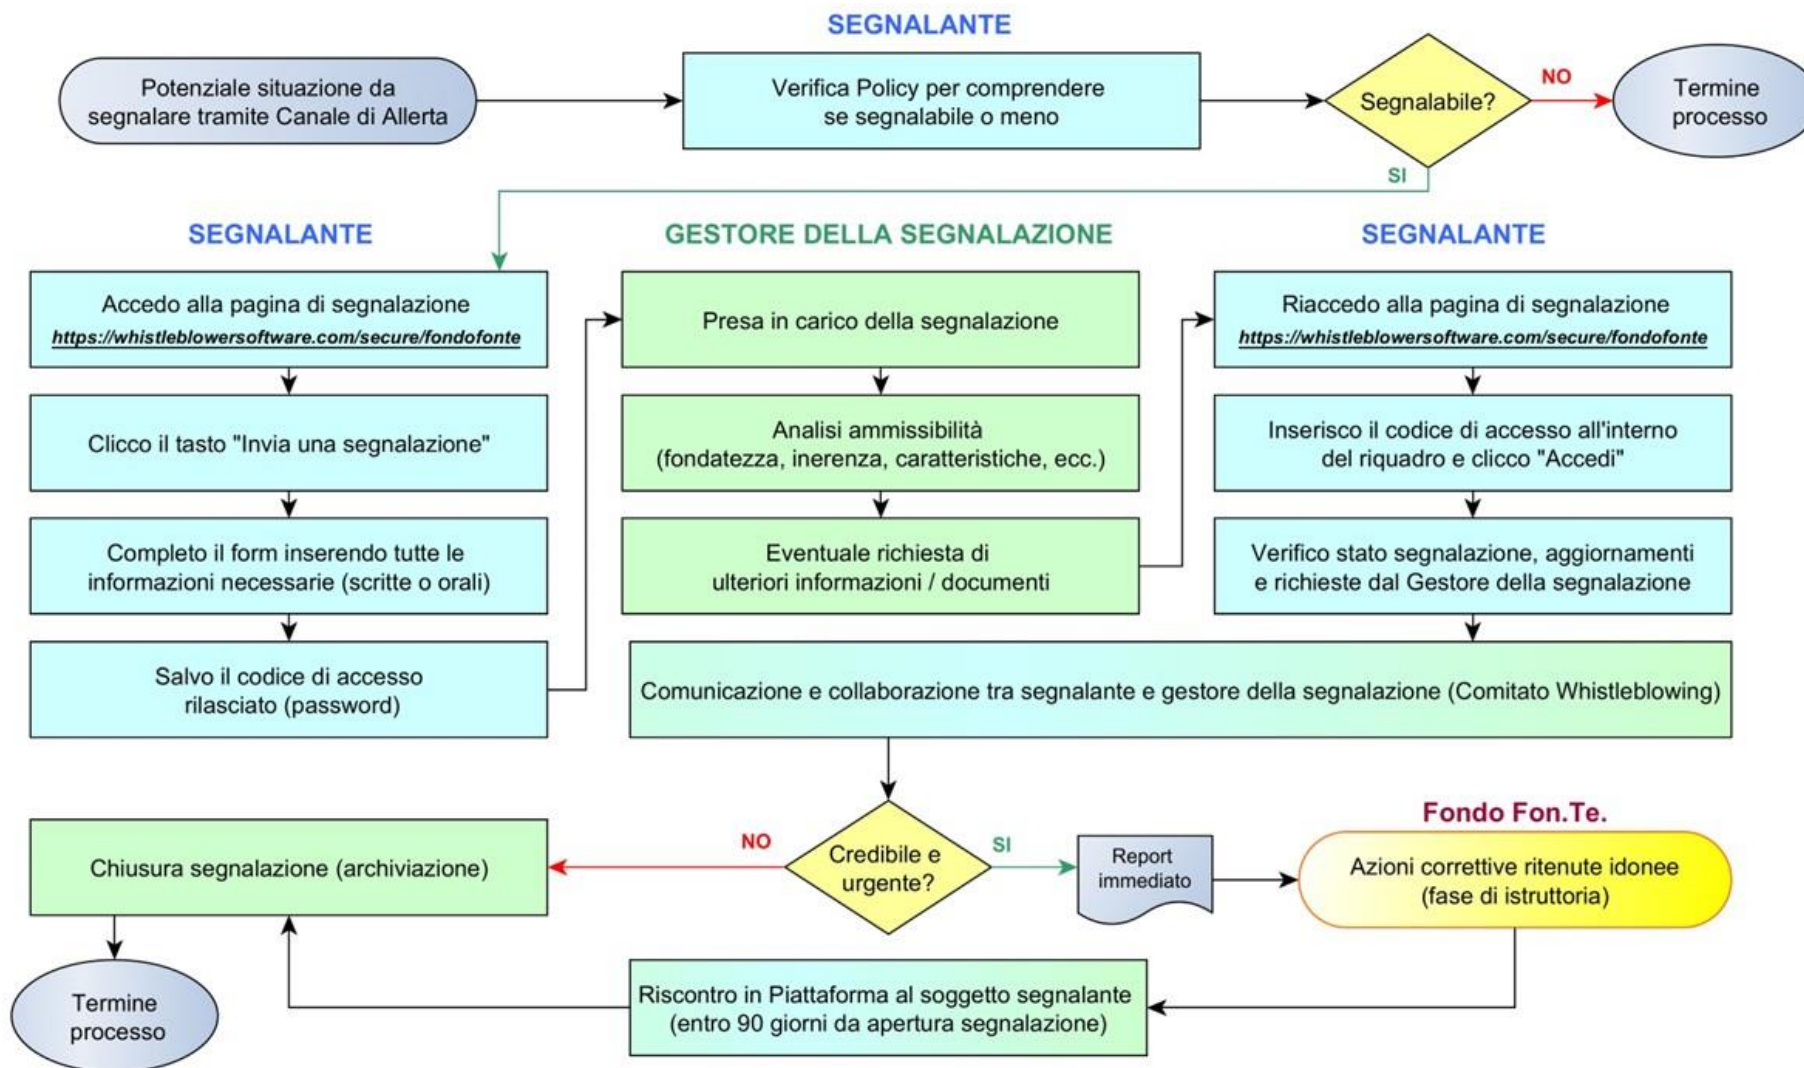 SEGNALANTE
Potenziale situazione da
segnalare tramite Canale di Allerta
Verifica Policy per comprendere
se segnalabile o meno
Segnalabile?
NO
Termine
processo
SI
SEGNALANTE
Accedo alla pagina di segnalazione
https://whistleblowersoftware.com/secure/fondofonte
Clicco il tasto "Invia una segnalazione"
Completo il form inserendo tutte le
informazioni necessarie (scritte o orali)
Salvo il codice di accesso
rilasciato (password)
GESTORE DELLA SEGNALAZIONE
Presa in carico della segnalazione
Analisi ammissibilità
(fondatezza, inerenza, caratteristiche, ecc.)
Eventuale richiesta di
ulteriori informazioni / documenti
SEGNALANTE
Riaccedo alla pagina di segnalazione
https://whistleblowersoftware.com/secure/fondofonte
Inserisco il codice di accesso all'interno
del riquadro e clicco "Accedi"
Verifico stato segnalazione, aggiornamenti
e richieste dal Gestore della segnalazione
Comunicazione e collaborazione tra segnalante e gestore della segnalazione (Comitato Whistleblowing)
Credibile e
urgente?
NO
Chiusura segnalazione (archiviazione)
Termine
processo
SI
Report
immediato
Fondo Fon.Te.
Azioni correttive ritenute idonee
(fase di istruttoria)
Riscontro in Piattaforma al soggetto segnalante
(entro 90 giorni da apertura segnalazione)